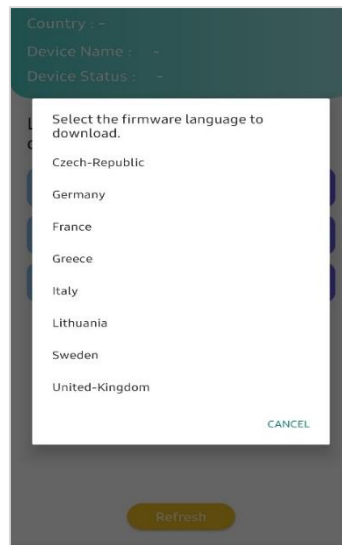 Country : -
Device Name : -
Device Status : -
Select the firmware language to
download.
Czech-Republic
Germany
France
Greece
Italy
Lithuania
Sweden
United-Kingdom
CANCEL
Refresh